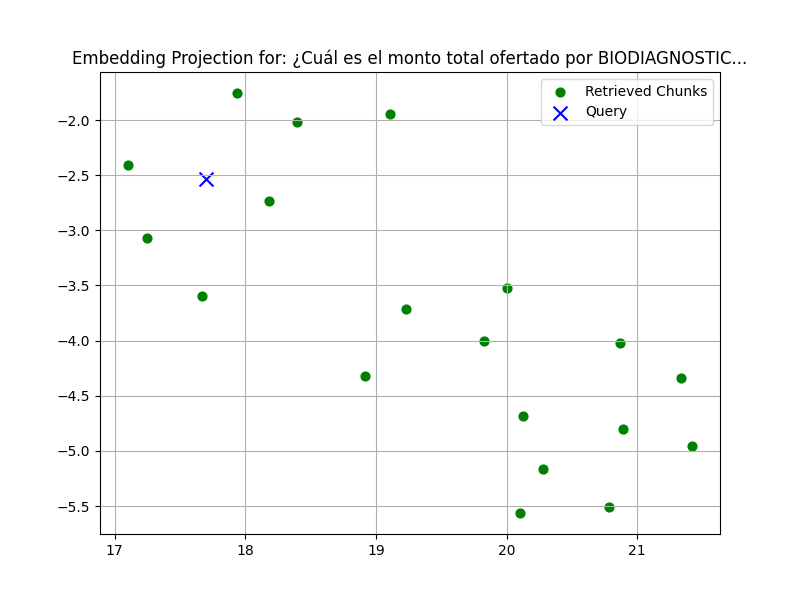 Embedding Projection for: ¿Cuál es el monto total ofertado por BIODIAGNOSTIC...
Retrieved Chunks
Query
−2.0
−2.5
−3.0
−3.5
−4.0
−4.5
−5.0
−5.5
17 18 19 20 21